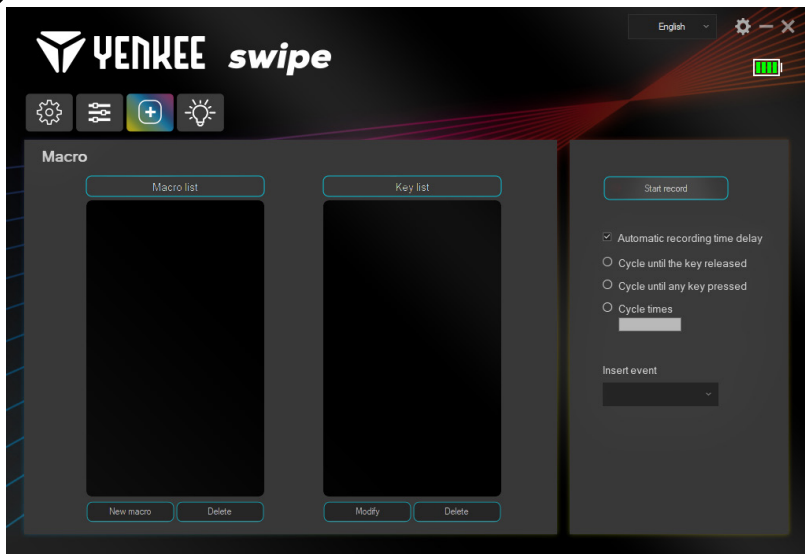 YENKEE swipe
English
Macro
Macro list
Key list
Start record
Automatic recording time delay
Cycle until the key released
Cycle until any key pressed
Cycle times
Insert event
New macro
Delete
Modify
Delete